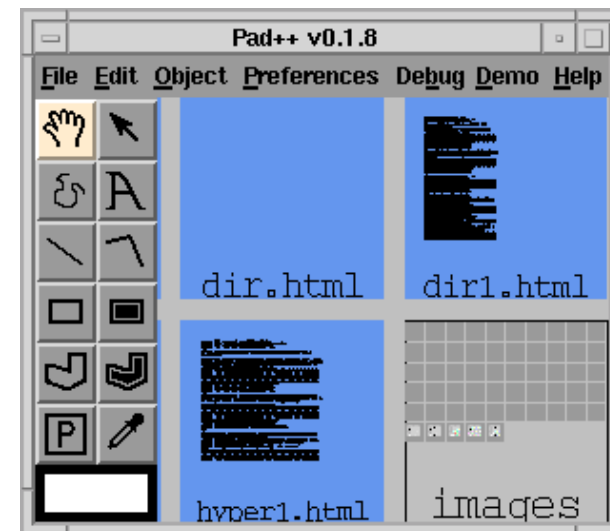 Pad++ v0.1.8
File Edit Object Preferences Debug Demo Help
A
dir.html dir1.html
P
hyper1.html images